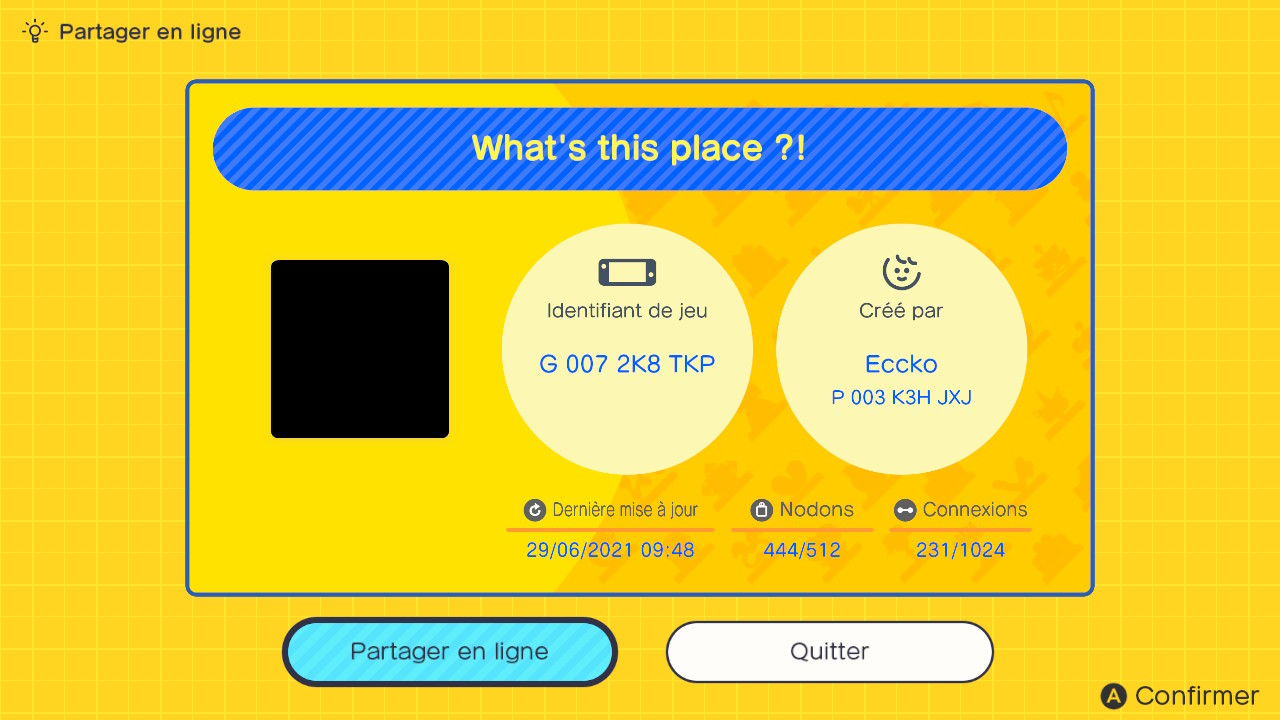 Partager en ligne
What's this place ?!
Identifiant de jeu
G 007 2K8 TKP
Créé par
Eccko
P 003 K3H JXJ
Dernière mise à jour
29/06/2021 09:48
Nodons
444/512
Connexions
231/1024
Partager en ligne
Quitter
A Confirmer